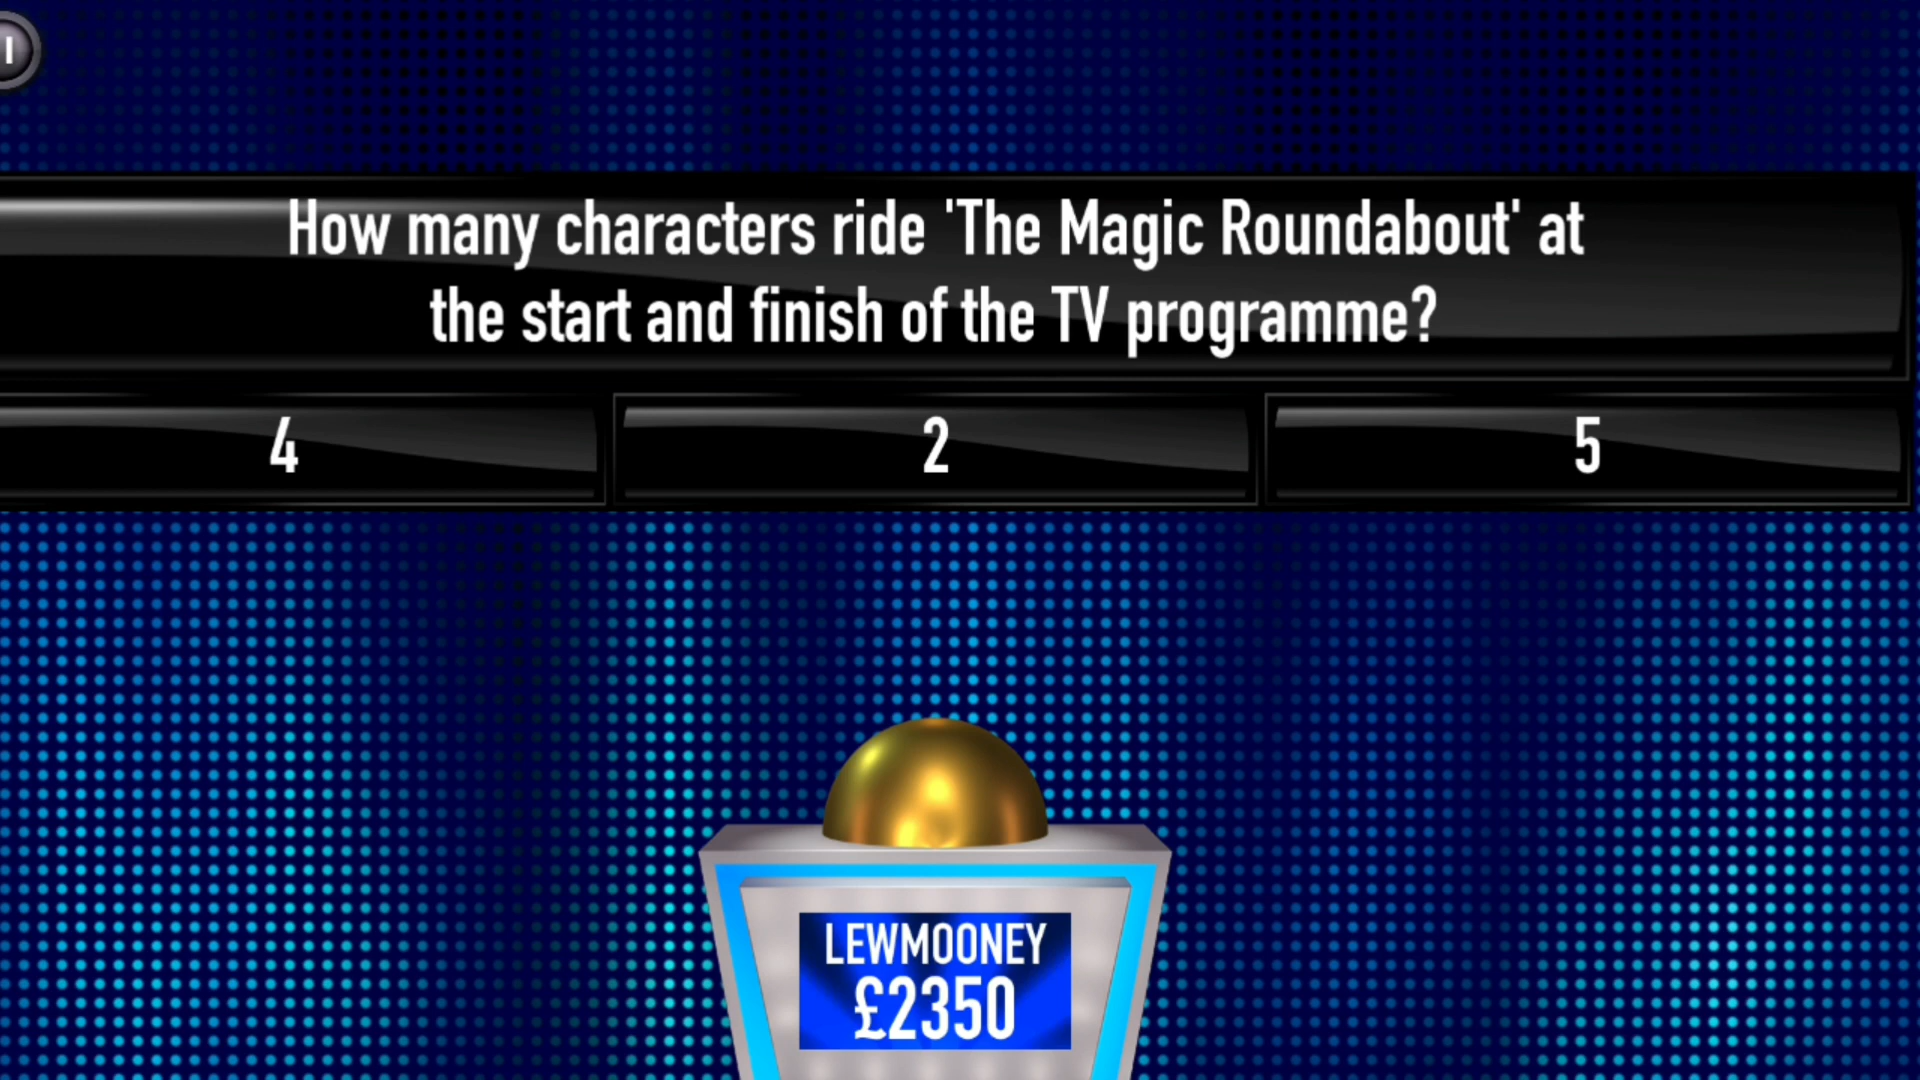 How many characters ride 'The Magic Roundabout' at
the start and finish of the TV programme?
4
2
5
LEWMOONEY
£2350